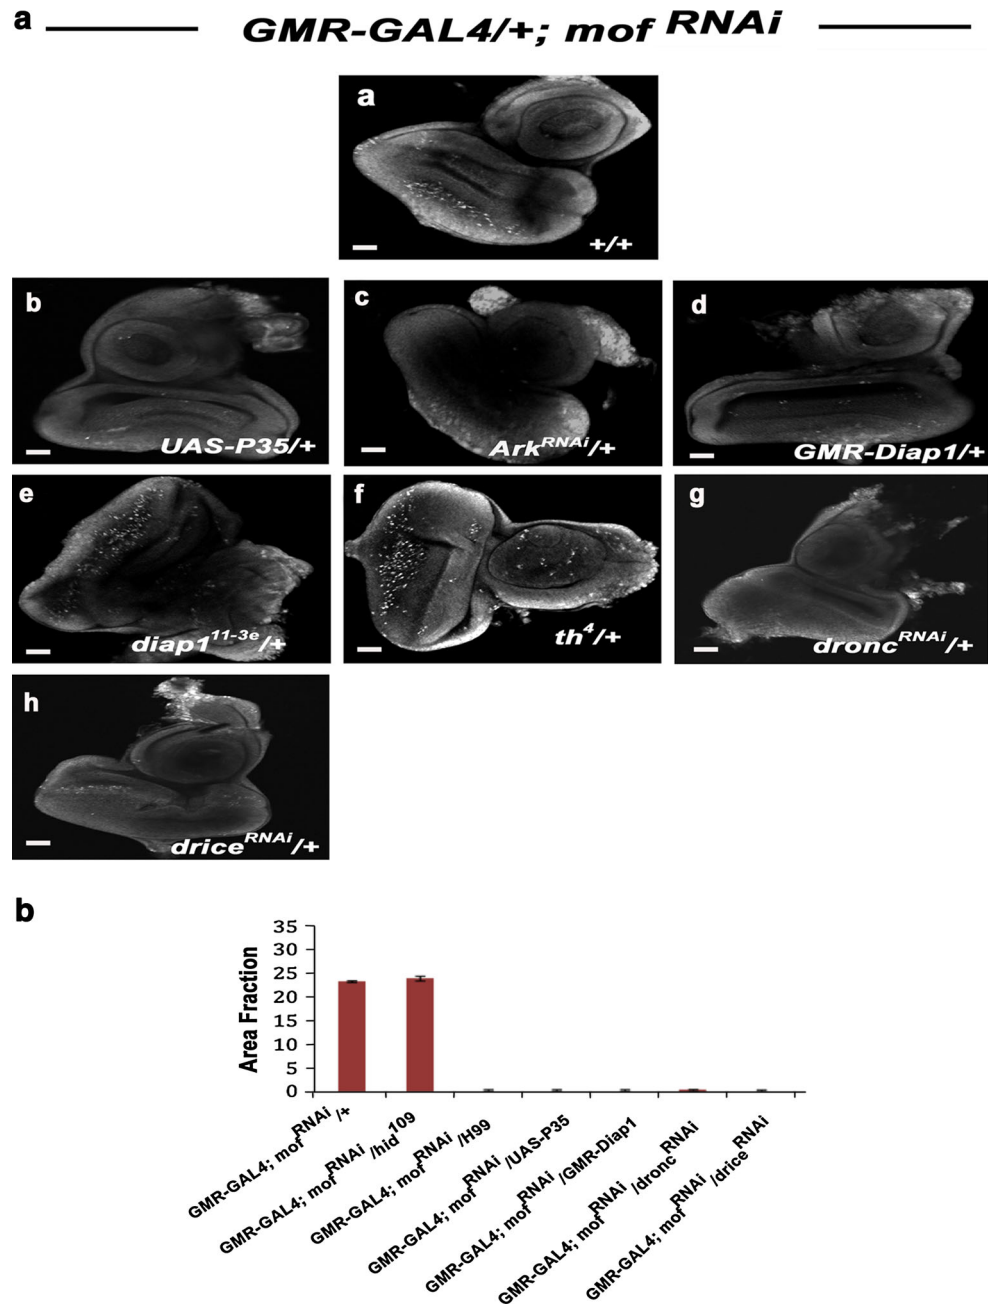 a
GMR-GAL4/+; mof RNAi
a
+/+
b
UAS-P35/+
c
ArkRNAi/+
d
GMR-Diap1/+
e
diap111-3e/+
f
th4/+
g
droncRNAi/+
h
driceRNAi/+
b
Area Fraction
35
30
25
20
15
10
5
0
GMR-GAL4; mofRNAi/+
GMR-GAL4; mofRNAi/hid109
GMR-GAL4; mofRNAi/H99
GMR-GAL4; mofRNAi/UAS-P35
GMR-GAL4; mofRNAi/GMR-Diap1
GMR-GAL4; mofRNAi/droncRNAi
GMR-GAL4; mofRNAi/driceRNAi